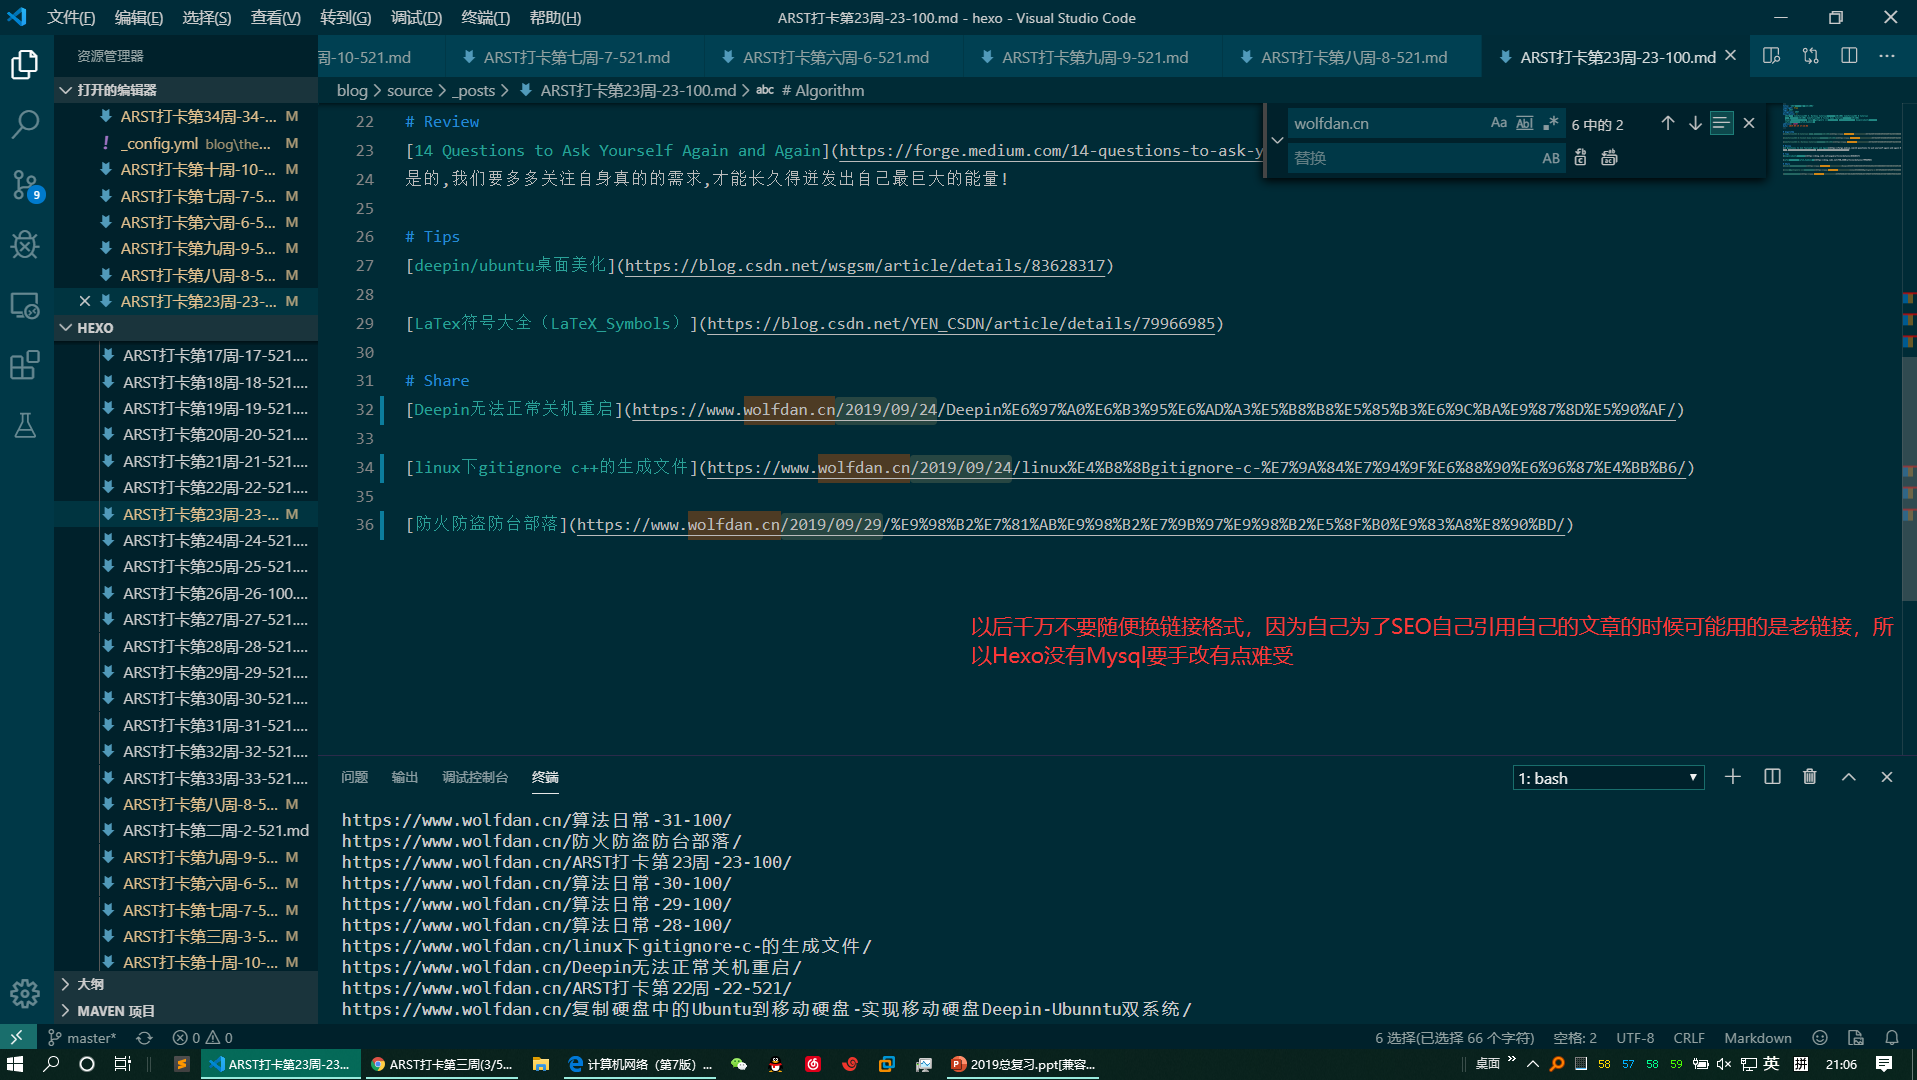 文件(F) 编辑(E) 选择(S) 查看(V) 转到(G) 调试(D) 终端(T) 帮助(H) ARST打卡第23周-23-100.md - hexo - Visual Studio Code
资源管理器
周-10-521.md ARST打卡第七周-7-521.md ARST打卡第六周-6-521.md ARST打卡第九周-9-521.md ARST打卡第八周-8-521.md ARST打卡第23周-23-100.md
打开的编辑器
ARST打卡第34周-34-... M
! _config.yml blog\the... M
ARST打卡第十周-10-... M
ARST打卡第七周-7-5... M
ARST打卡第六周-6-5... M
ARST打卡第九周-9-5... M
ARST打卡第八周-8-5... M
ARST打卡第23周-23-... M
HEXO
ARST打卡第17周-17-521....
ARST打卡第18周-18-521....
ARST打卡第19周-19-521....
ARST打卡第20周-20-521....
ARST打卡第21周-21-521....
ARST打卡第22周-22-521....
ARST打卡第23周-23-... M
ARST打卡第24周-24-521....
ARST打卡第25周-25-521....
ARST打卡第26周-26-100....
ARST打卡第27周-27-521....
ARST打卡第28周-28-521....
ARST打卡第29周-29-521....
ARST打卡第30周-30-521....
ARST打卡第31周-31-521....
ARST打卡第32周-32-521....
ARST打卡第33周-33-521....
ARST打卡第八周-8-5... M
ARST打卡第二周-2-521.md
ARST打卡第九周-9-5... M
ARST打卡第六周-6-5... M
ARST打卡第七周-7-5... M
ARST打卡第三周-3-5... M
ARST打卡第十周-10-... M
大纲
MAVEN 项目
9
blog > source > _posts > ARST打卡第23周-23-100.md > abc # Algorithm
wolfdan.cn Aa Abl .* 6 中的 2
替换 AB
22 # Review
23 [14 Questions to Ask Yourself Again and Again](https://forge.medium.com/14-questions-to-ask-y
24 是的,我们要多多关注自身真的的需求,才能长久得迸发出自己最巨大的能量!
25
26 # Tips
27 [deepin/ubuntu桌面美化](https://blog.csdn.net/wsgsm/article/details/83628317)
28
29 [LaTex符号大全（LaTeX_Symbols）](https://blog.csdn.net/YEN_CSDN/article/details/79966985)
30
31 # Share
32 [Deepin无法正常关机重启](https://www.wolfdan.cn/2019/09/24/Deepin%E6%97%A0%E6%B3%95%E6%AD%A3%E5%B8%B8%E5%85%B3%E6%9C%BA%E9%87%8D%E5%90%AF/)
33
34 [linux下gitignore c++的生成文件](https://www.wolfdan.cn/2019/09/24/linux%E4%B8%8Bgitignore-c-%E7%9A%84%E7%94%9F%E6%88%90%E6%96%87%E4%BB%B6/)
35
36 [防火防盗防台部落](https://www.wolfdan.cn/2019/09/29/%E9%98%B2%E7%81%AB%E9%98%B2%E7%9B%97%E9%98%B2%E5%8F%B0%E9%83%A8%E8%90%BD/)
以后千万不要随便换链接格式，因为自己为了SEO自己引用自己的文章的时候可能用的是老链接，所
以Hexo没有Mysql要手改有点难受
问题 输出 调试控制台 终端 1: bash
https://www.wolfdan.cn/算法日常-31-100/
https://www.wolfdan.cn/防火防盗防台部落/
https://www.wolfdan.cn/ARST打卡第23周-23-100/
https://www.wolfdan.cn/算法日常-30-100/
https://www.wolfdan.cn/算法日常-29-100/
https://www.wolfdan.cn/算法日常-28-100/
https://www.wolfdan.cn/linux下gitignore-c-的生成文件/
https://www.wolfdan.cn/Deepin无法正常关机重启/
https://www.wolfdan.cn/ARST打卡第22周-22-521/
https://www.wolfdan.cn/复制硬盘中的Ubuntu到移动硬盘-实现移动硬盘Deepin-Ubunntu双系统/
master* 0 0 6 选择(已选择 66 个字符) 空格: 2 UTF-8 CRLF Markdown
ARST打卡第23周-23... ARST打卡第三周(3/5... 计算机网络（第7版）... 2019总复习.ppt[兼容... 桌面 58 57 58 59 英 拼 21:06